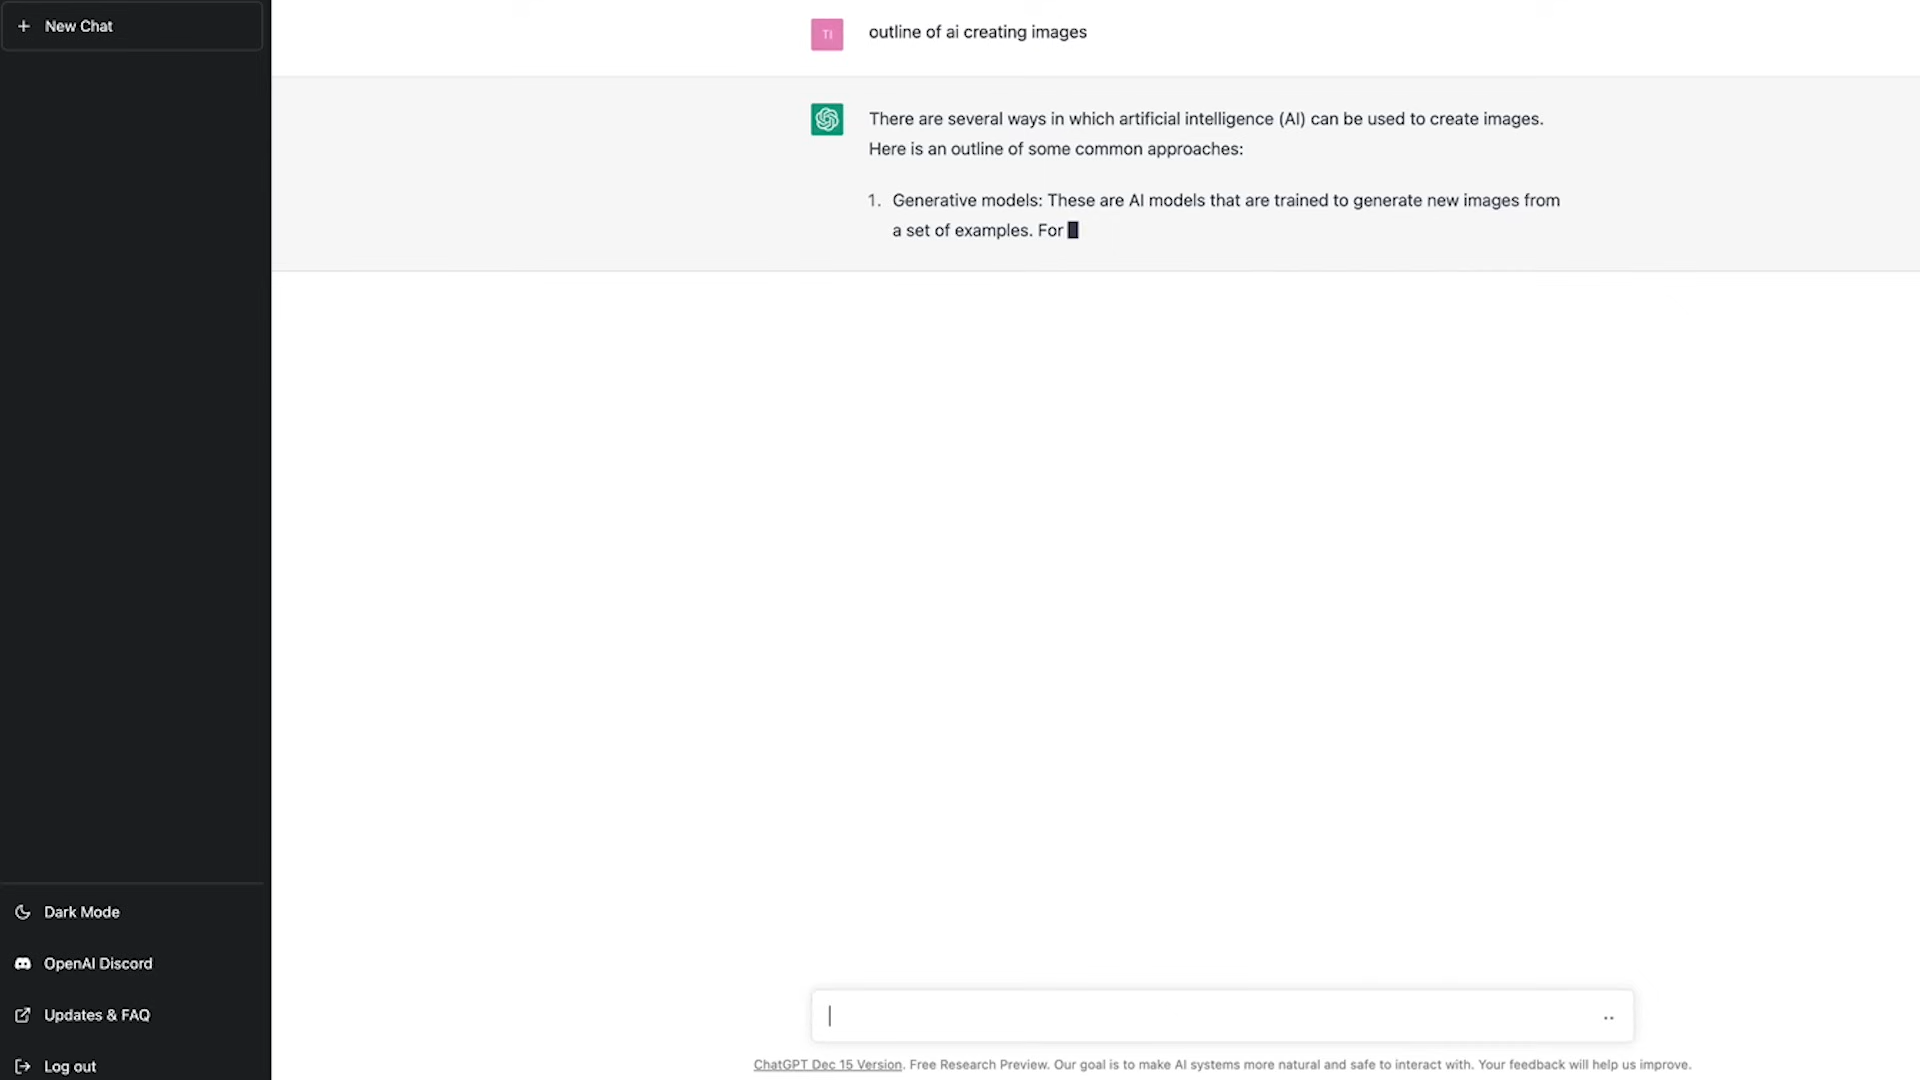 New Chat
TI
outline of ai creating images
There are several ways in which artificial intelligence (AI) can be used to create images.
Here is an outline of some common approaches:
1. Generative models: These are AI models that are trained to generate new images from
a set of examples. For
Dark Mode
OpenAI Discord
Updates & FAQ
Log out
ChatGPT Dec 15 Version. Free Research Preview. Our goal is to make AI systems more natural and safe to interact with. Your feedback will help us improve.